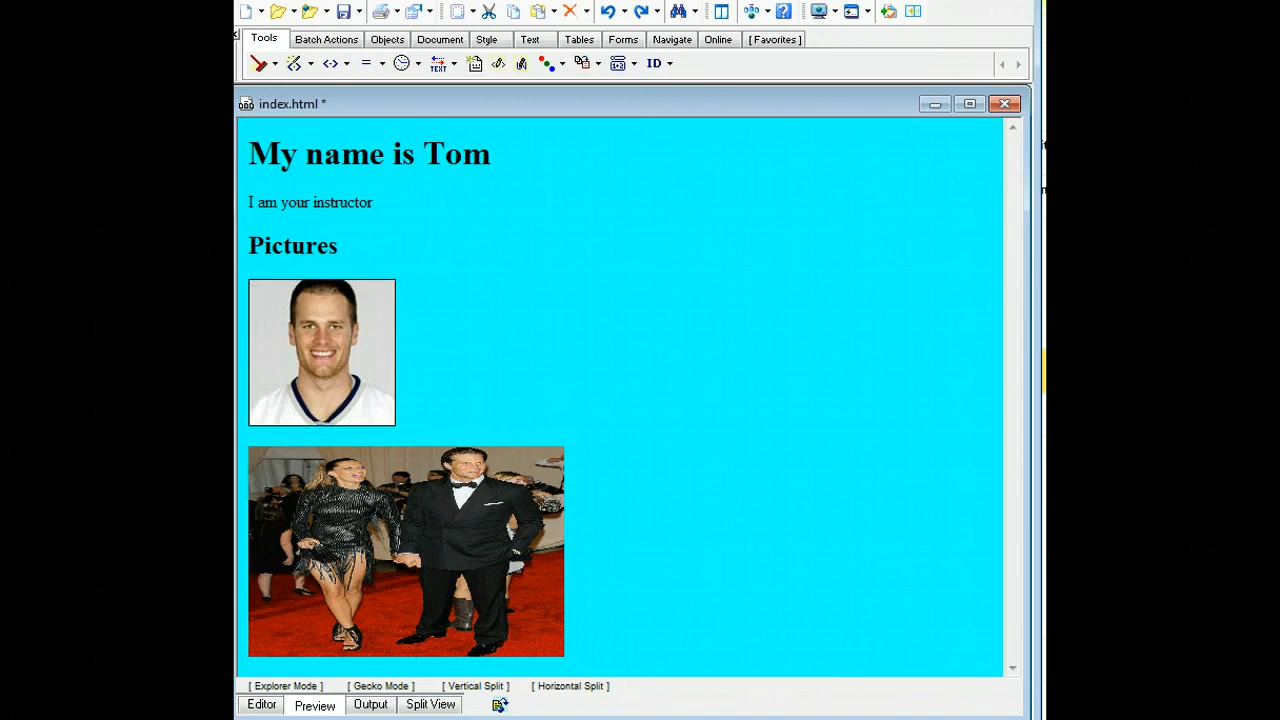 Tools Batch Actions Objects Document Style Text Tables Forms Navigate Online [ Favorites ]
TEXT ID
index.html *
My name is Tom
I am your instructor
Pictures
[ Explorer Mode ] [ Gecko Mode ] [ Vertical Split ] [ Horizontal Split ]
Editor Preview Output Split View